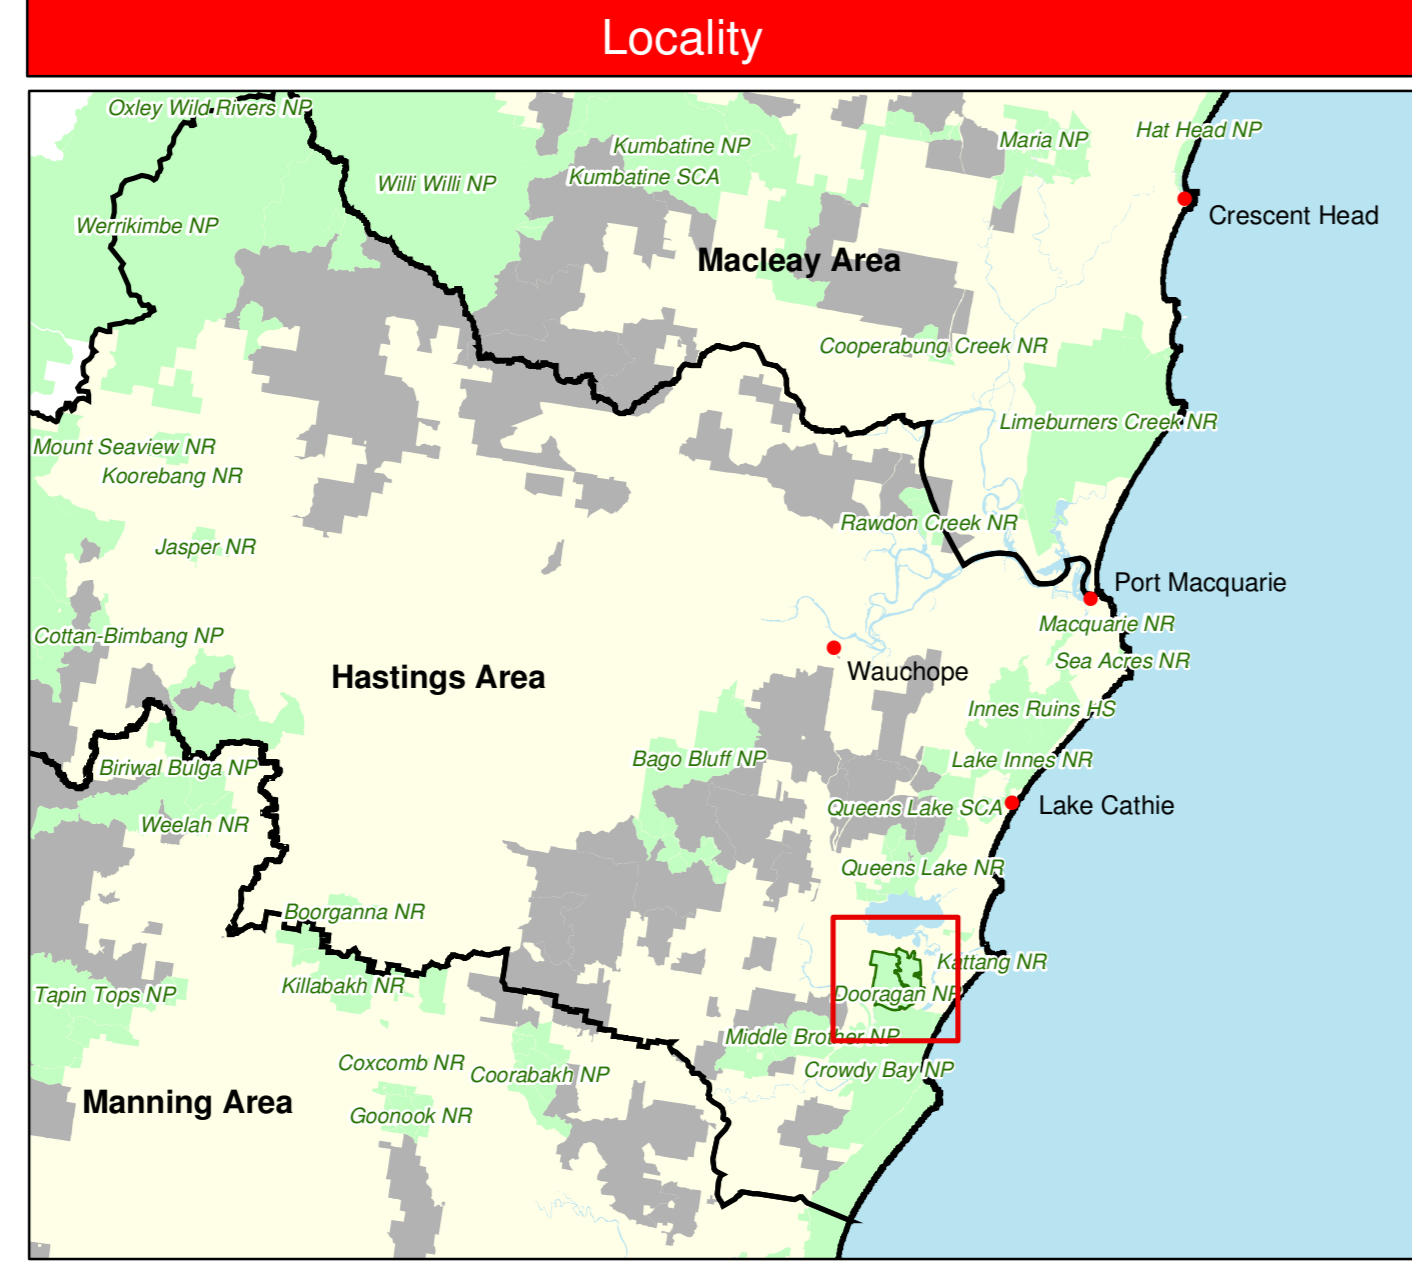 Locality
Oxley Wild Rivers NP
Hat Head NP
Maria NP
Kumbatine NP
Kumbatine SCA
Willi Willi NP
Crescent Head
Werrikimbe NP
Macleay Area
Cooperabung Creek NR
Limeburners Creek NR
Mount Seaview NR
Koorebang NR
Rawdon Creek NR
Jasper NR
Port Macquarie
Macquarie NR
Cottan-Bimbang NP
Sea Acres NR
Wauchope
Hastings Area
Innes Ruins HS
Bago Bluff NP
Lake Innes NR
Biriwal Bulga NP
Queens Lake SCA
Lake Cathie
Weelah NR
Queens Lake NR
Boorganna NR
Kattang NR
Killabakh NR
Tapin Tops NP
Dooragan NP
Middle Brother NP
Coxcomb NR
Coorabakh NP
Crowdy Bay NP
Manning Area
Goonook NR